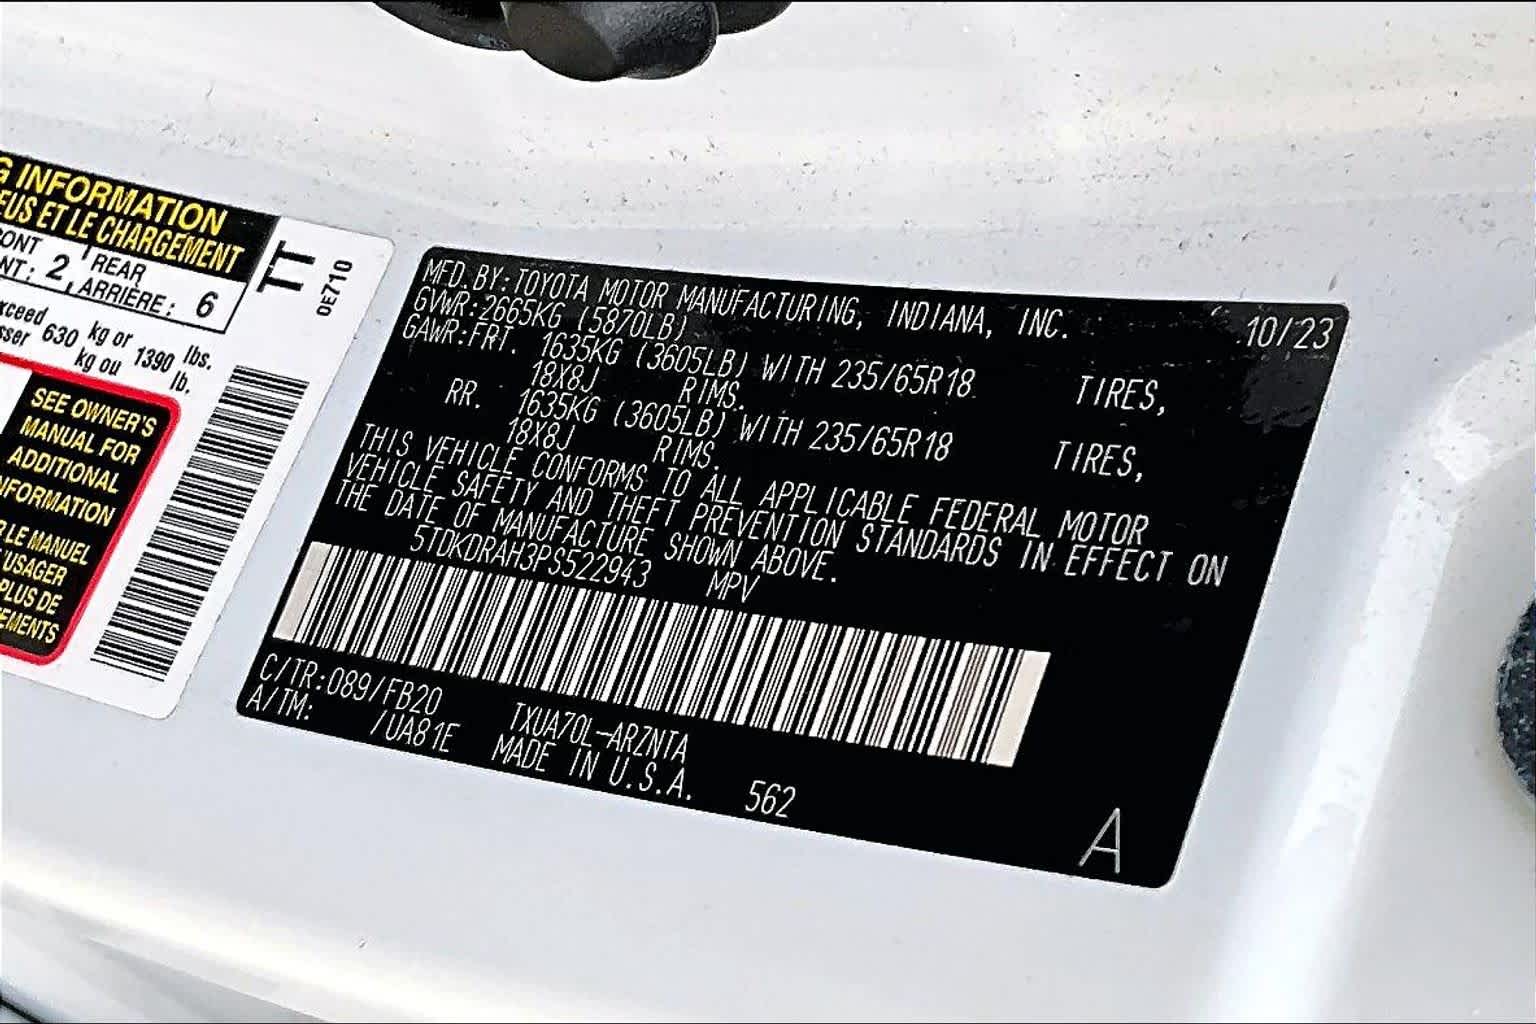 G INFORMATION
EUS ET LE CHARGEMENT
ONT
NT: 2
REAR
ARRIÈRE: 6
TT
0E710
xceed
sser 630 kg or
kg ou 1390 lbs.
lb.
SEE OWNER'S
MANUAL FOR
ADDITIONAL
NFORMATION
LE MANUEL
USAGER
PLUS DE
EMENTS
MFD. BY: TOYOTA MOTOR MANUFACTURING, INDIANA, INC. 10/23
GVWR: 2665KG (5870LB)
GAWR: FRT. 1635KG (3605LB) WITH 235/65R18 TIRES,
18X8J RIMS.
RR. 1635KG (3605LB) WITH 235/65R18 TIRES,
18X8J RIMS.
THIS VEHICLE CONFORMS TO ALL APPLICABLE FEDERAL MOTOR
VEHICLE SAFETY AND THEFT PREVENTION STANDARDS IN EFFECT ON
THE DATE OF MANUFACTURE SHOWN ABOVE.
5TDKDRAH3PS522943 MPV
C/TR: 089/FB20 TXUA70L-ARZNTA
A/TM: /UA81E MADE IN U.S.A. 562
A